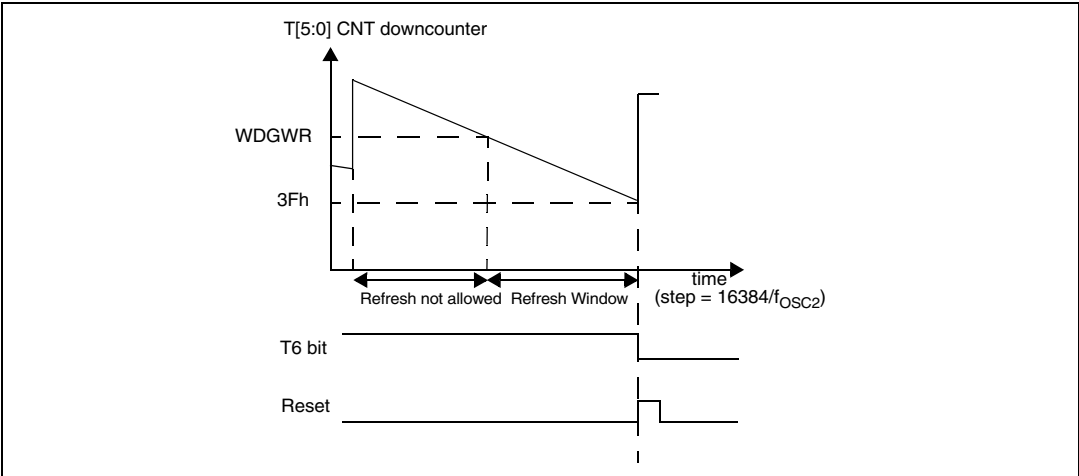 T[5:0] CNT downcounter
WDGWR
3Fh
time
Refresh not allowed Refresh Window (step = 16384/fOSC2)
T6 bit
Reset